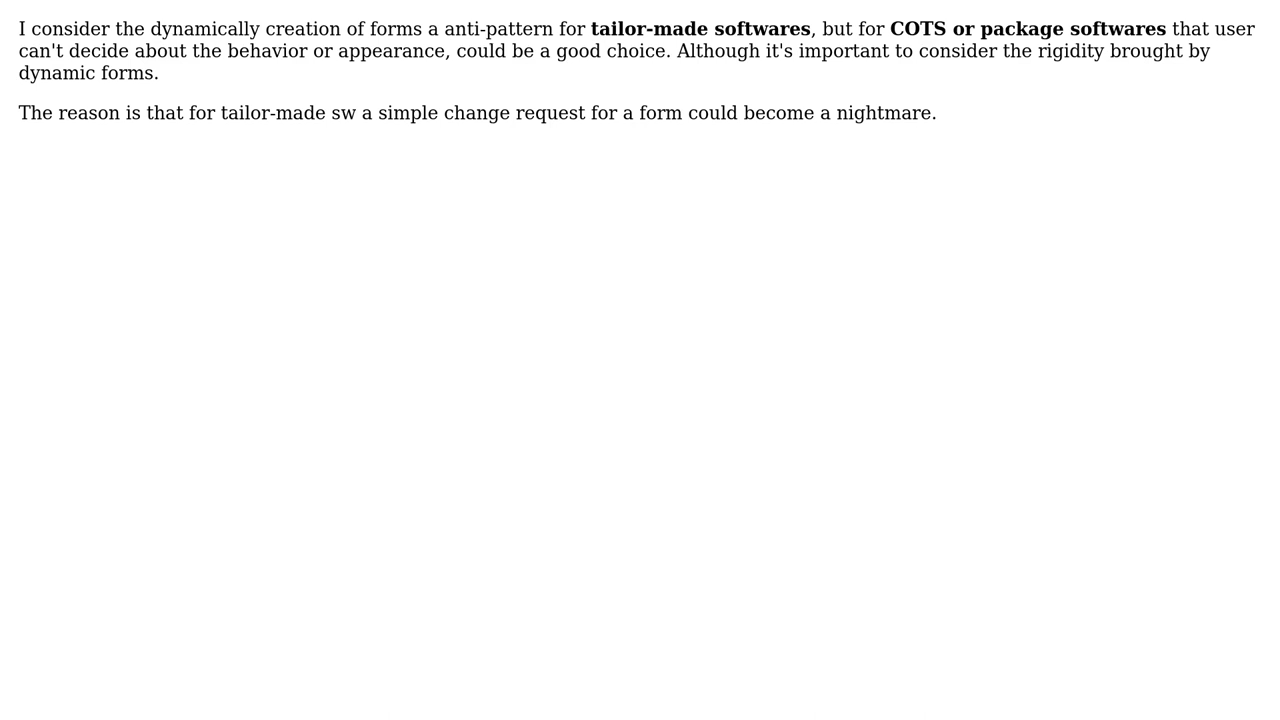 I consider the dynamically creation of forms a anti-pattern for tailor-made softwares, but for COTS or package softwares that user
can't decide about the behavior or appearance, could be a good choice. Although it's important to consider the rigidity brought by
dynamic forms.
The reason is that for tailor-made sw a simple change request for a form could become a nightmare.